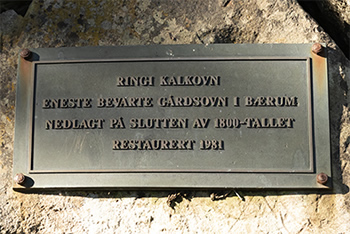 RINGI KALKOVN
ENESTE BEVARTE GÅRDSOVN I BÆRUM
NEDLAGT PÅ SLUTTEN AV 1800-TALLET
RESTAURERT 1981